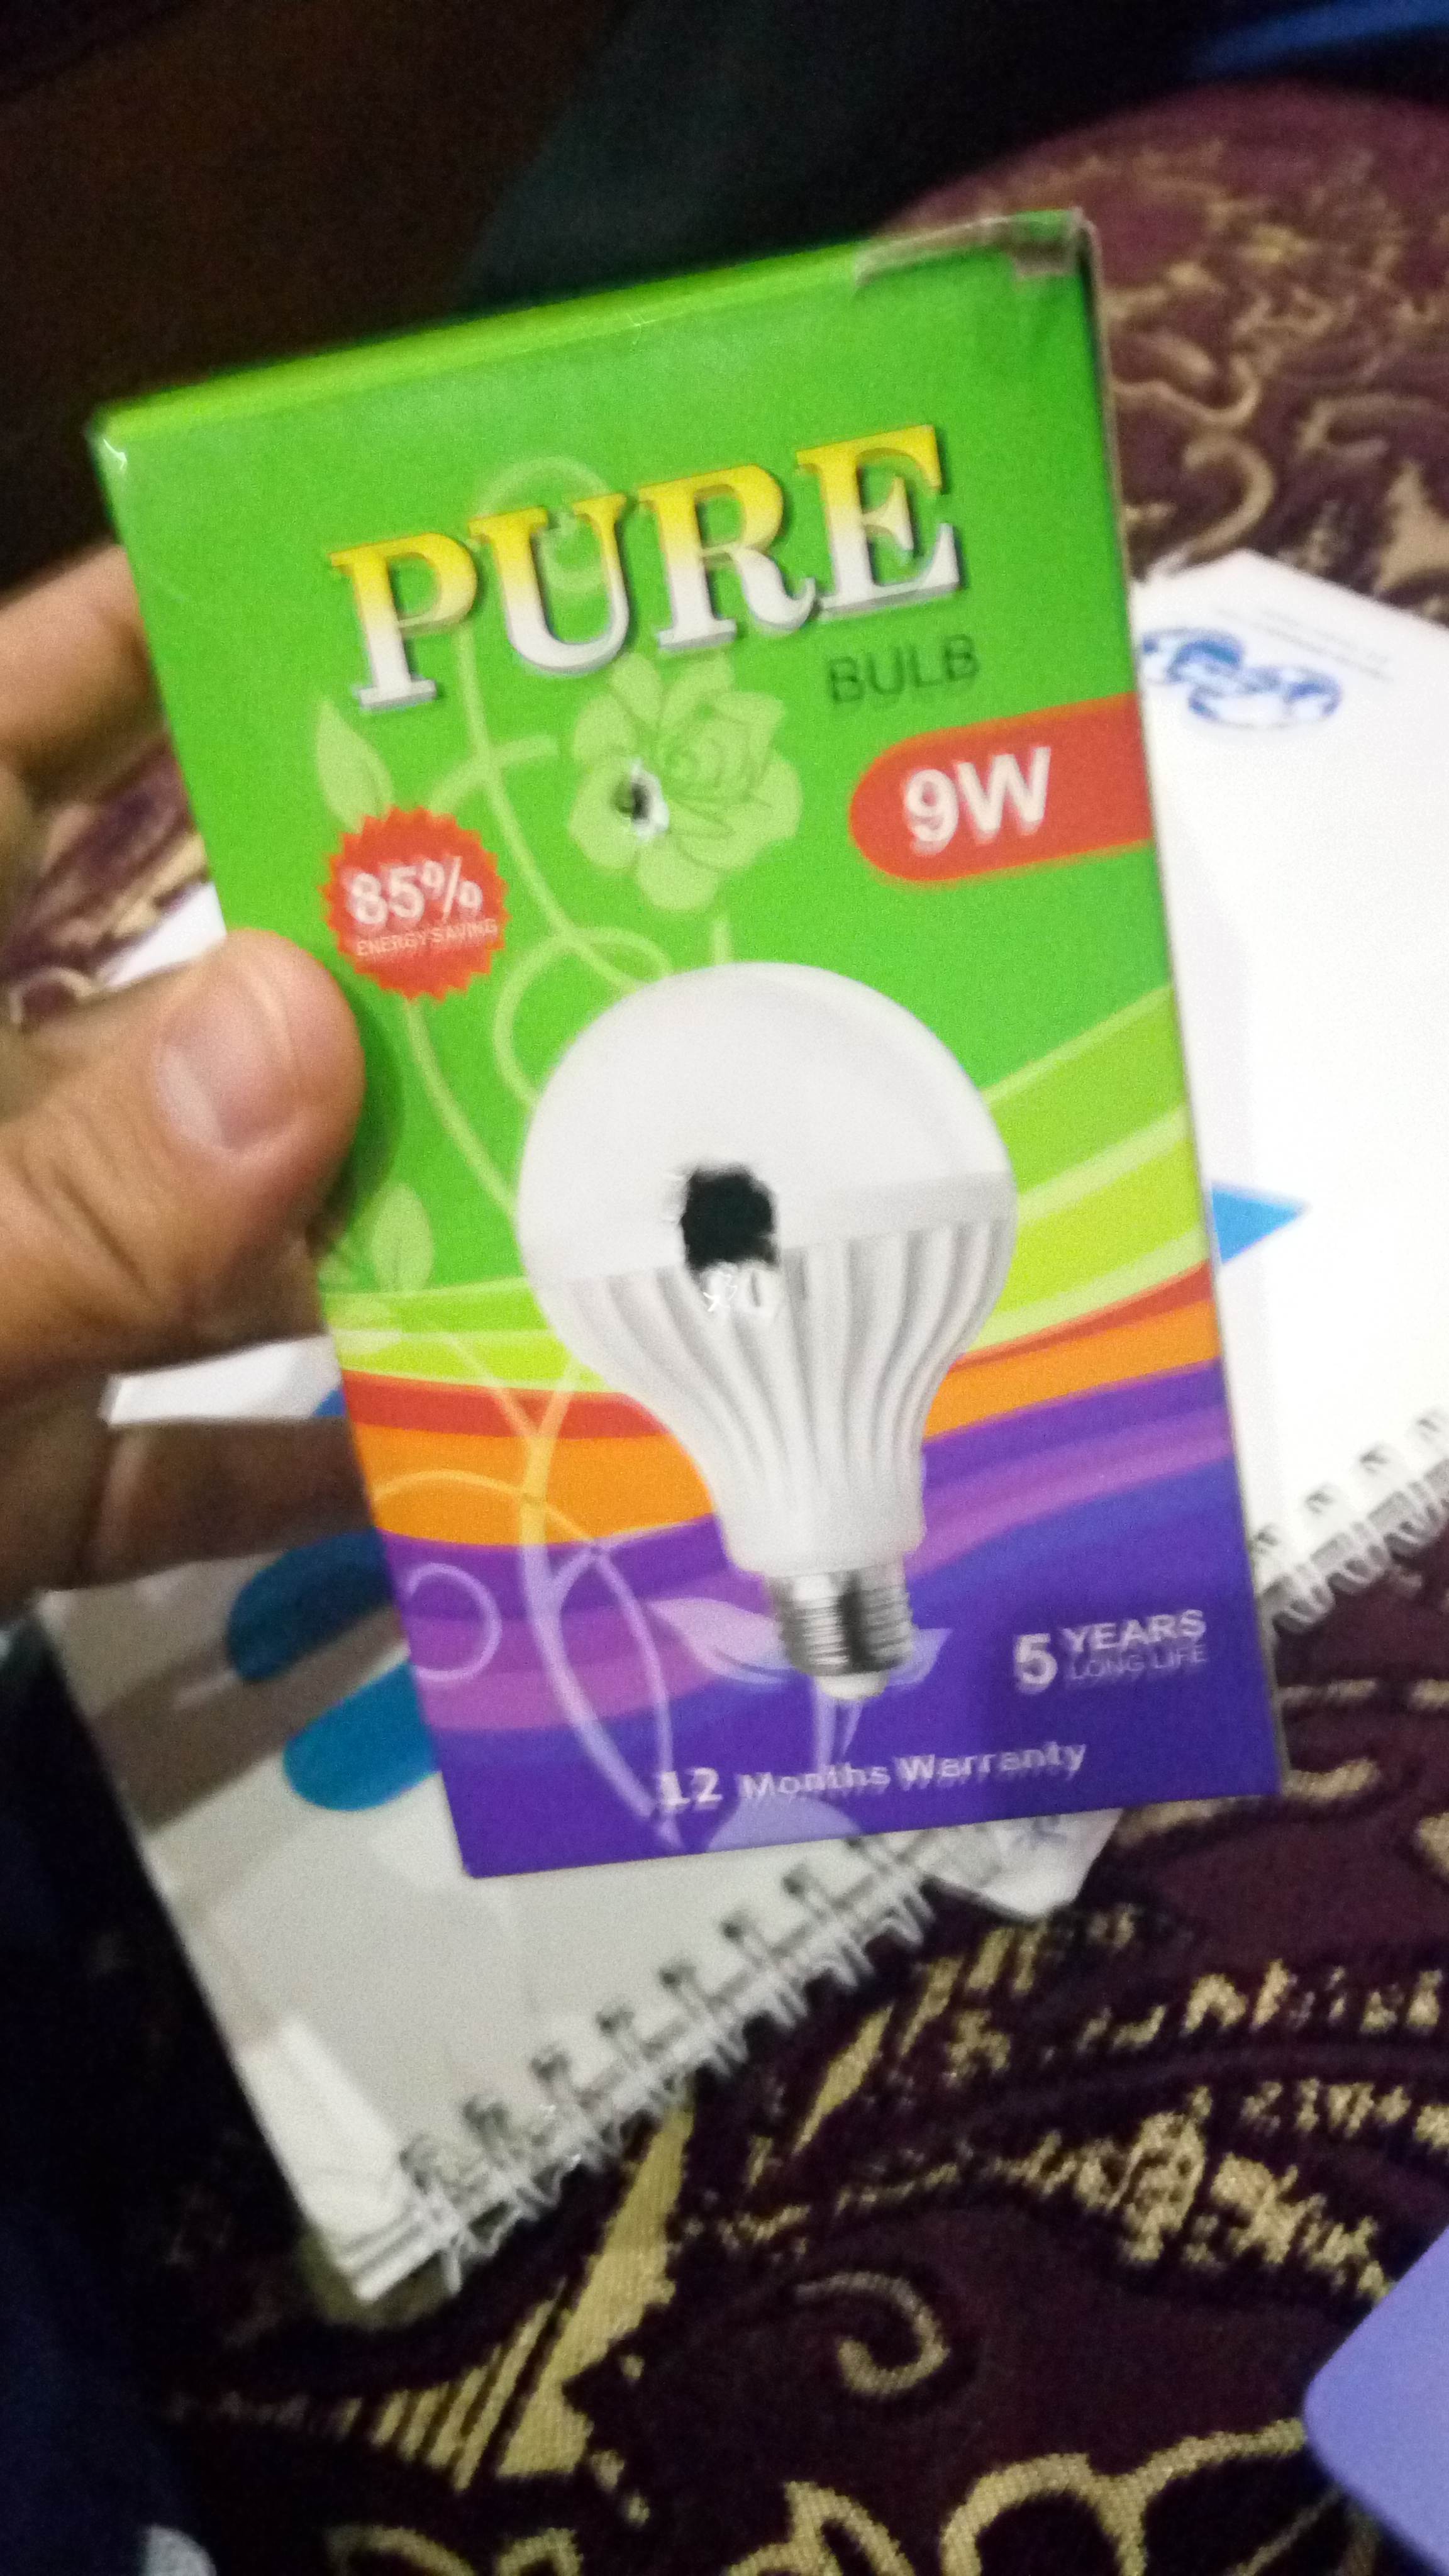 PURE
BULB
9W
85%
ENERGY SAVING
5 YEARS
LONG LIFE
12 Months Warranty